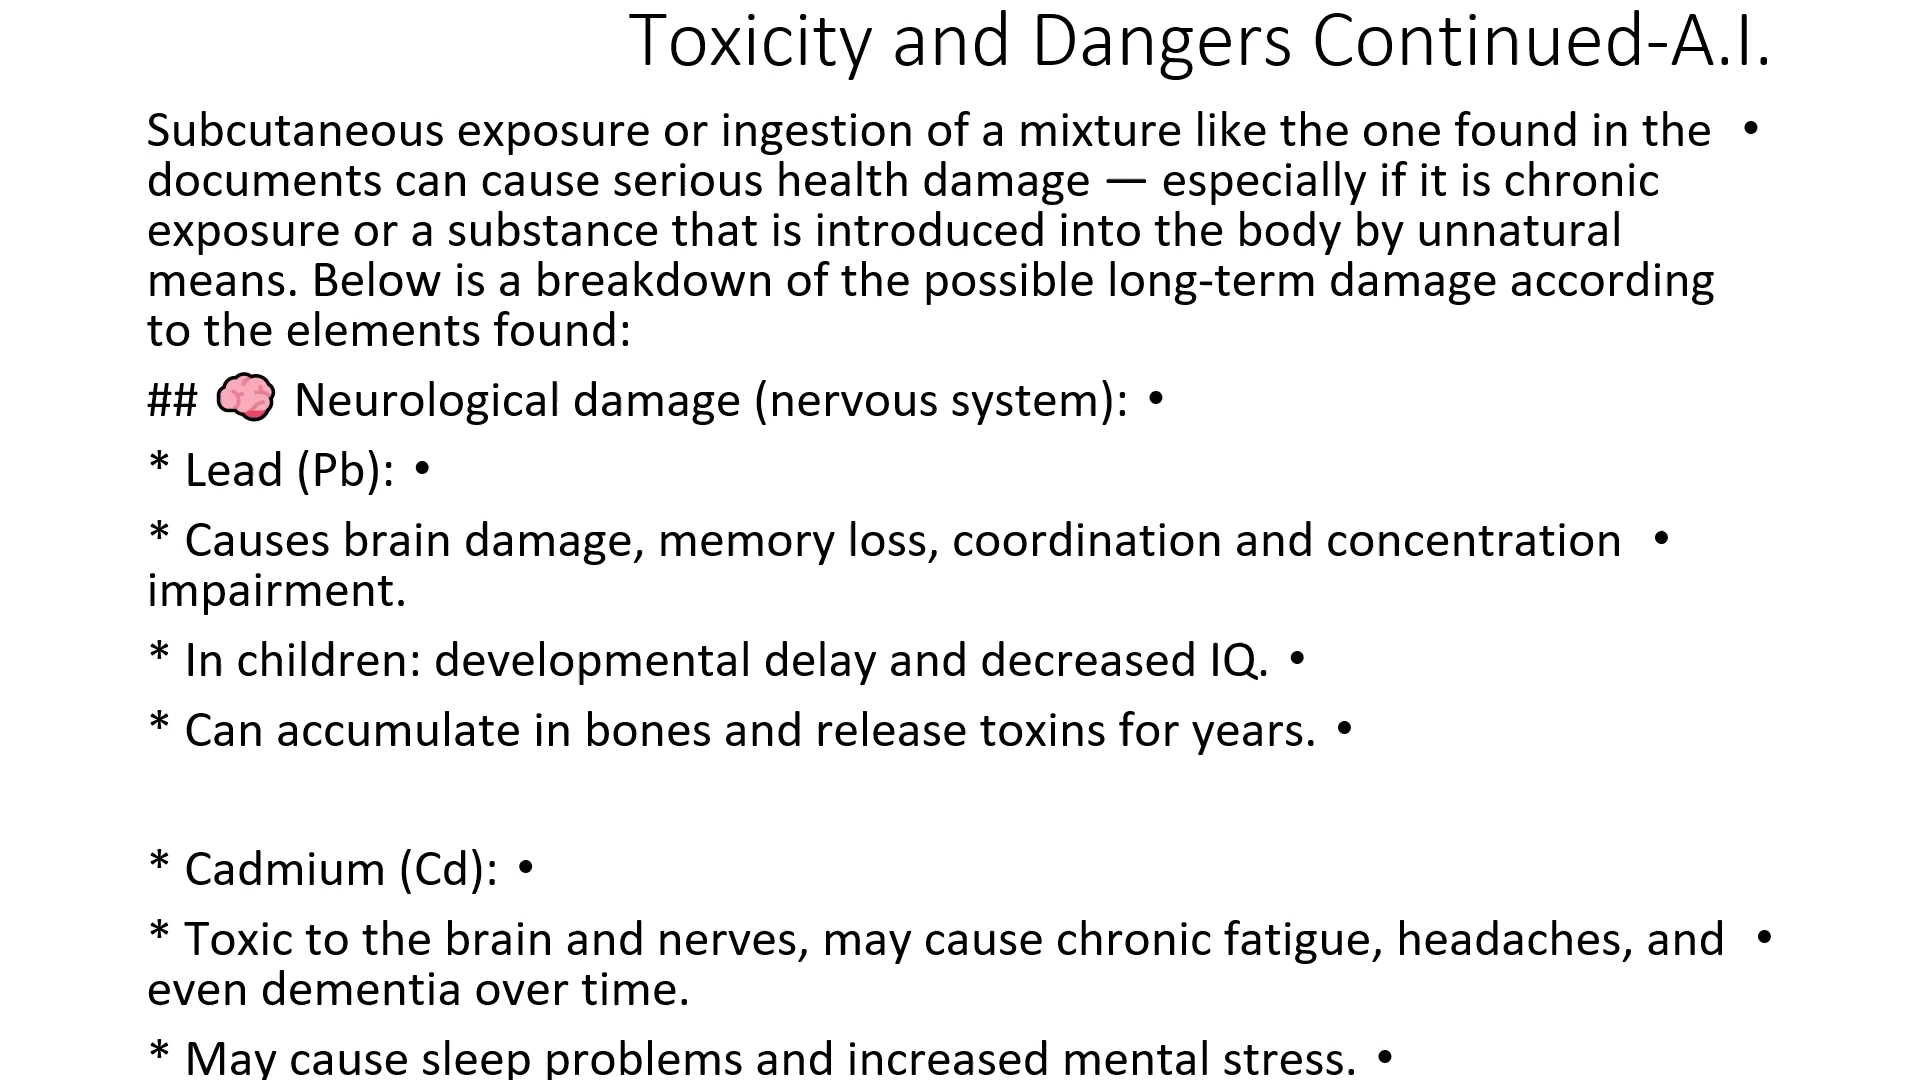 Toxicity and Dangers Continued-A.I.
Subcutaneous exposure or ingestion of a mixture like the one found in the •
documents can cause serious health damage — especially if it is chronic
exposure or a substance that is introduced into the body by unnatural
means. Below is a breakdown of the possible long-term damage according
to the elements found:
## 🧠 Neurological damage (nervous system): •
* Lead (Pb): •
* Causes brain damage, memory loss, coordination and concentration •
impairment.
* In children: developmental delay and decreased IQ. •
* Can accumulate in bones and release toxins for years. •
* Cadmium (Cd): •
* Toxic to the brain and nerves, may cause chronic fatigue, headaches, and •
even dementia over time.
* May cause sleep problems and increased mental stress. •